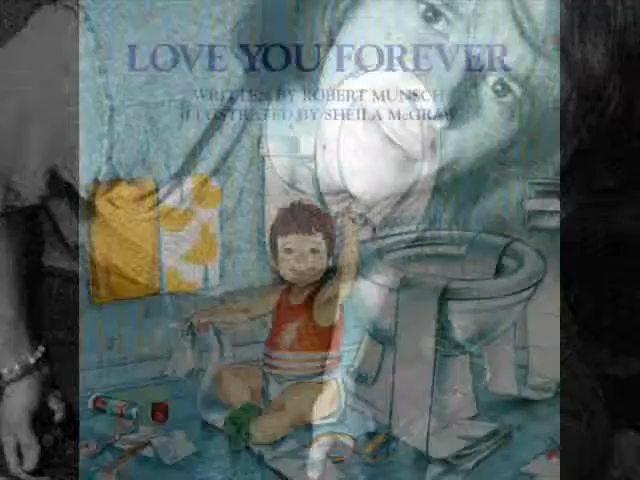 LOVE YOU FOREVER
WRITTEN BY ROBERT MUNSCH
ILLUSTRATED BY SHEILA McGRAW